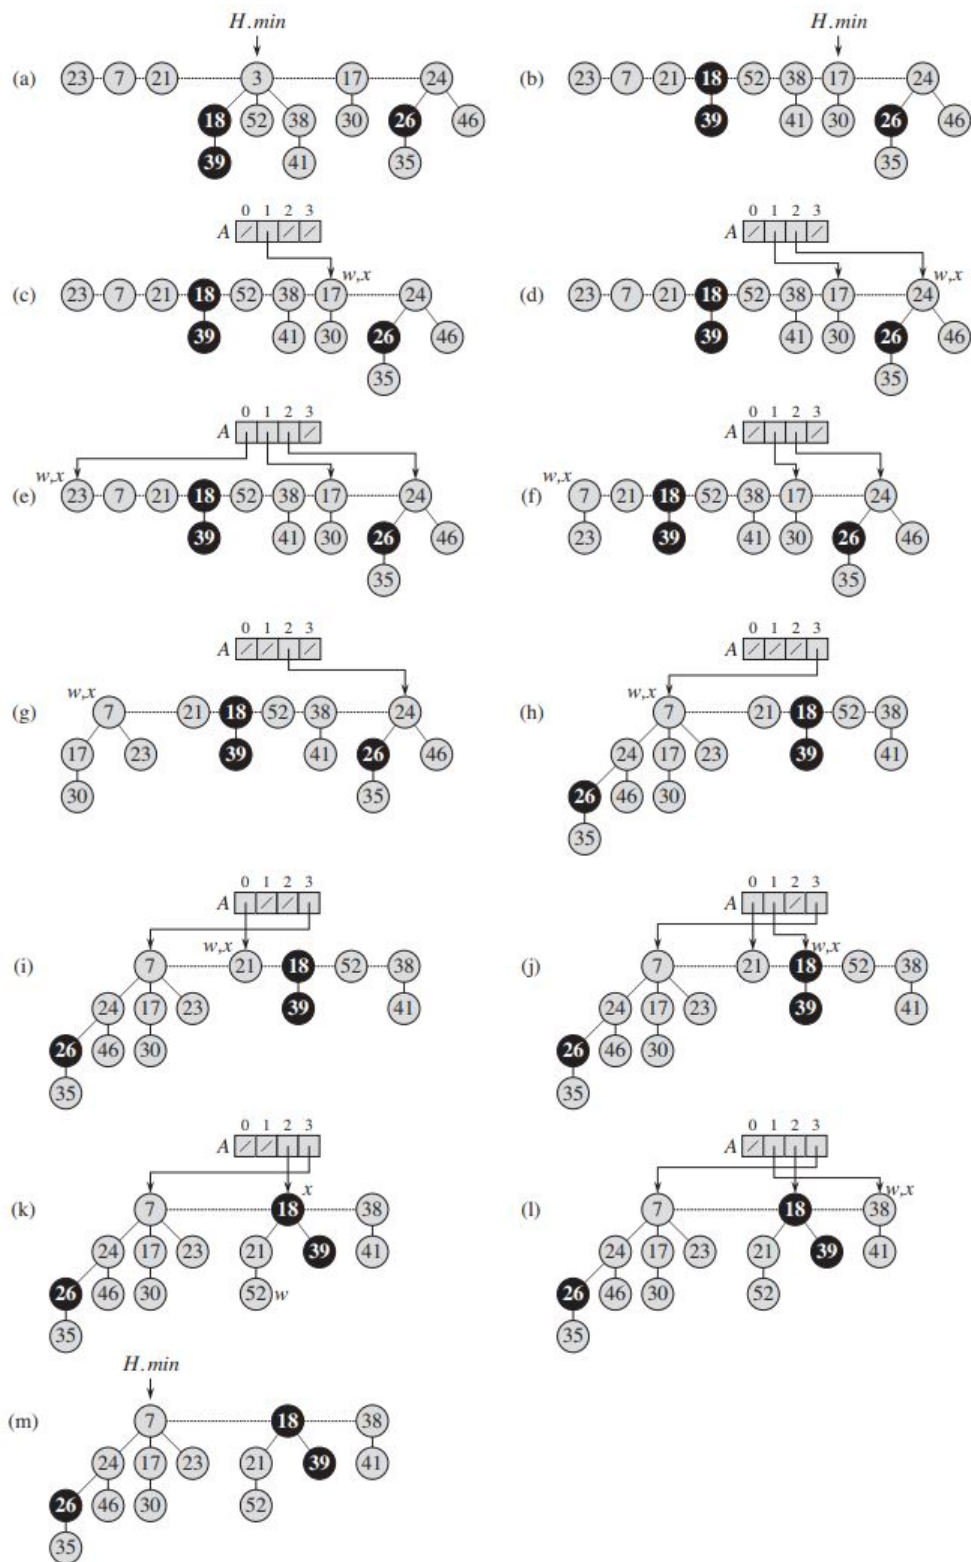 H.min
H.min
(a) 23 7 21 3 17 24
(b) 23 7 21 18 52 38 17 24
18 52 38 30 26 46
39 41 30 26 46
39 41 35
35
0 1 2 3
0 1 2 3
A
A
w,x
w,x
(c) 23 7 21 18 52 38 17 24
(d) 23 7 21 18 52 38 17 24
39 41 30 26 46
39 41 30 26 46
35
35
0 1 2 3
0 1 2 3
A
A
w,x
w,x
(e) 23 7 21 18 52 38 17 24
(f) 7 21 18 52 38 17 24
39 41 30 26 46
23 39 41 30 26 46
35
35
0 1 2 3
0 1 2 3
A
A
w,x
w,x
(g) 7 21 18 52 38 24
(h) 7 21 18 52 38
17 23 39 41 26 46
24 17 23 39 41
30 35
26 46 30
35
0 1 2 3
0 1 2 3
A
A
w,x
w,x
(i) 7 21 18 52 38
(j) 7 21 18 52 38
24 17 23 39 41
24 17 23 39 41
26 46 30
26 46 30
35
35
0 1 2 3
0 1 2 3
A
A
x
w,x
(k) 7 18 38
(l) 7 18 38
24 17 23 21 39 41
24 17 23 21 39 41
26 46 30 52 w
26 46 30 52
35
35
H.min
(m) 7 18 38
24 17 23 21 39 41
26 46 30 52
35